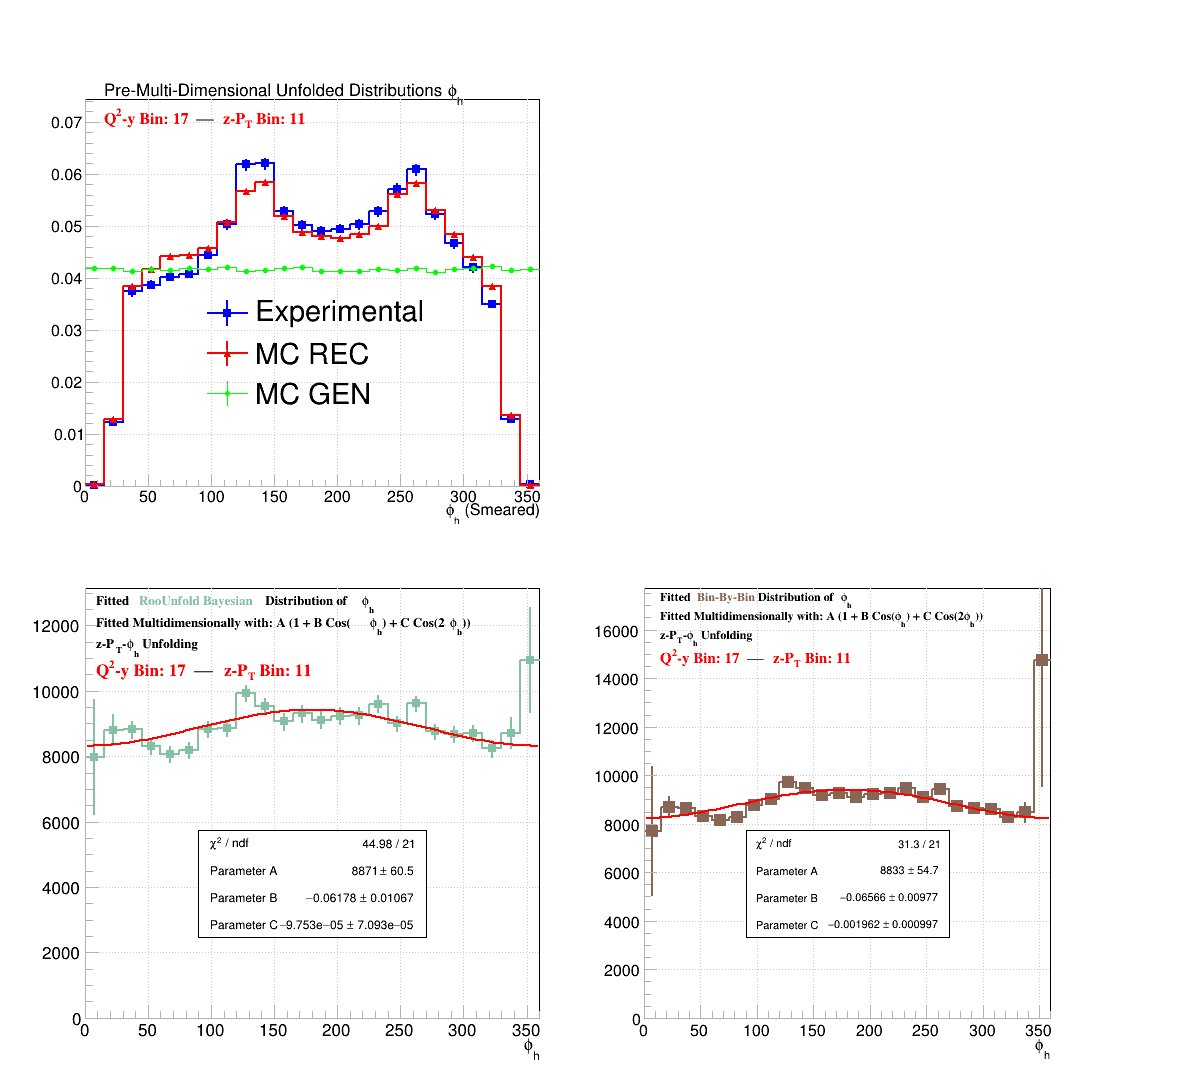 Pre-Multi-Dimensional Unfolded Distributions ϕh
Q2-y Bin: 17 — z-PT Bin: 11
0.07
0.06
0.05
0.04
0.03
0.02
0.01
0
Experimental
MC REC
MC GEN
0 50 100 150 200 250 300 350
ϕh (Smeared)
Fitted RooUnfold Bayesian Distribution of ϕh
Fitted Multidimensionally with: A (1 + B Cos( ϕh) + C Cos(2 ϕh))
z-PT-ϕh Unfolding
Q2-y Bin: 17 — z-PT Bin: 11
12000
10000
8000
6000
4000
2000
0
χ2 / ndf 44.98 / 21
Parameter A 8871 ± 60.5
Parameter B −0.06178 ± 0.01067
Parameter C −9.753e−05 ± 7.093e−05
0 50 100 150 200 250 300 350
ϕh
Fitted Bin-By-Bin Distribution of ϕh
Fitted Multidimensionally with: A (1 + B Cos(ϕh) + C Cos(2ϕh))
z-PT-ϕh Unfolding
Q2-y Bin: 17 — z-PT Bin: 11
16000
14000
12000
10000
8000
6000
4000
2000
0
χ2 / ndf 31.3 / 21
Parameter A 8833 ± 54.7
Parameter B −0.06566 ± 0.00977
Parameter C −0.001962 ± 0.000997
0 50 100 150 200 250 300 350
ϕh